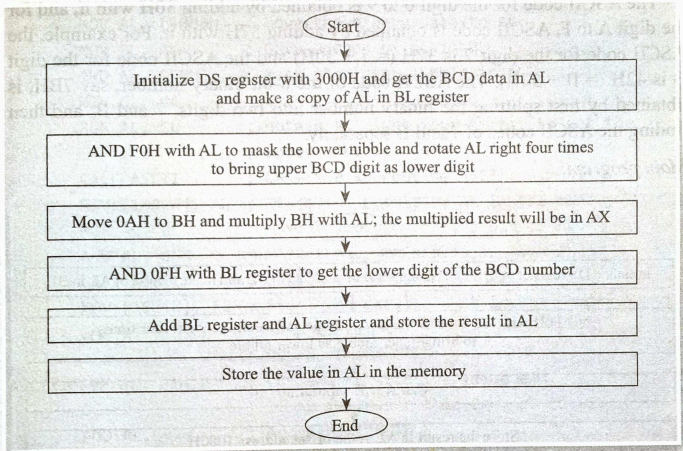 Start
Initialize DS register with 3000H and get the BCD data in AL
and make a copy of AL in BL register
AND F0H with AL to mask the lower nibble and rotate AL right four times
to bring upper BCD digit as lower digit
Move 0AH to BH and multiply BH with AL; the multiplied result will be in AX
AND 0FH with BL register to get the lower digit of the BCD number
Add BL register and AL register and store the result in AL
Store the value in AL in the memory
End